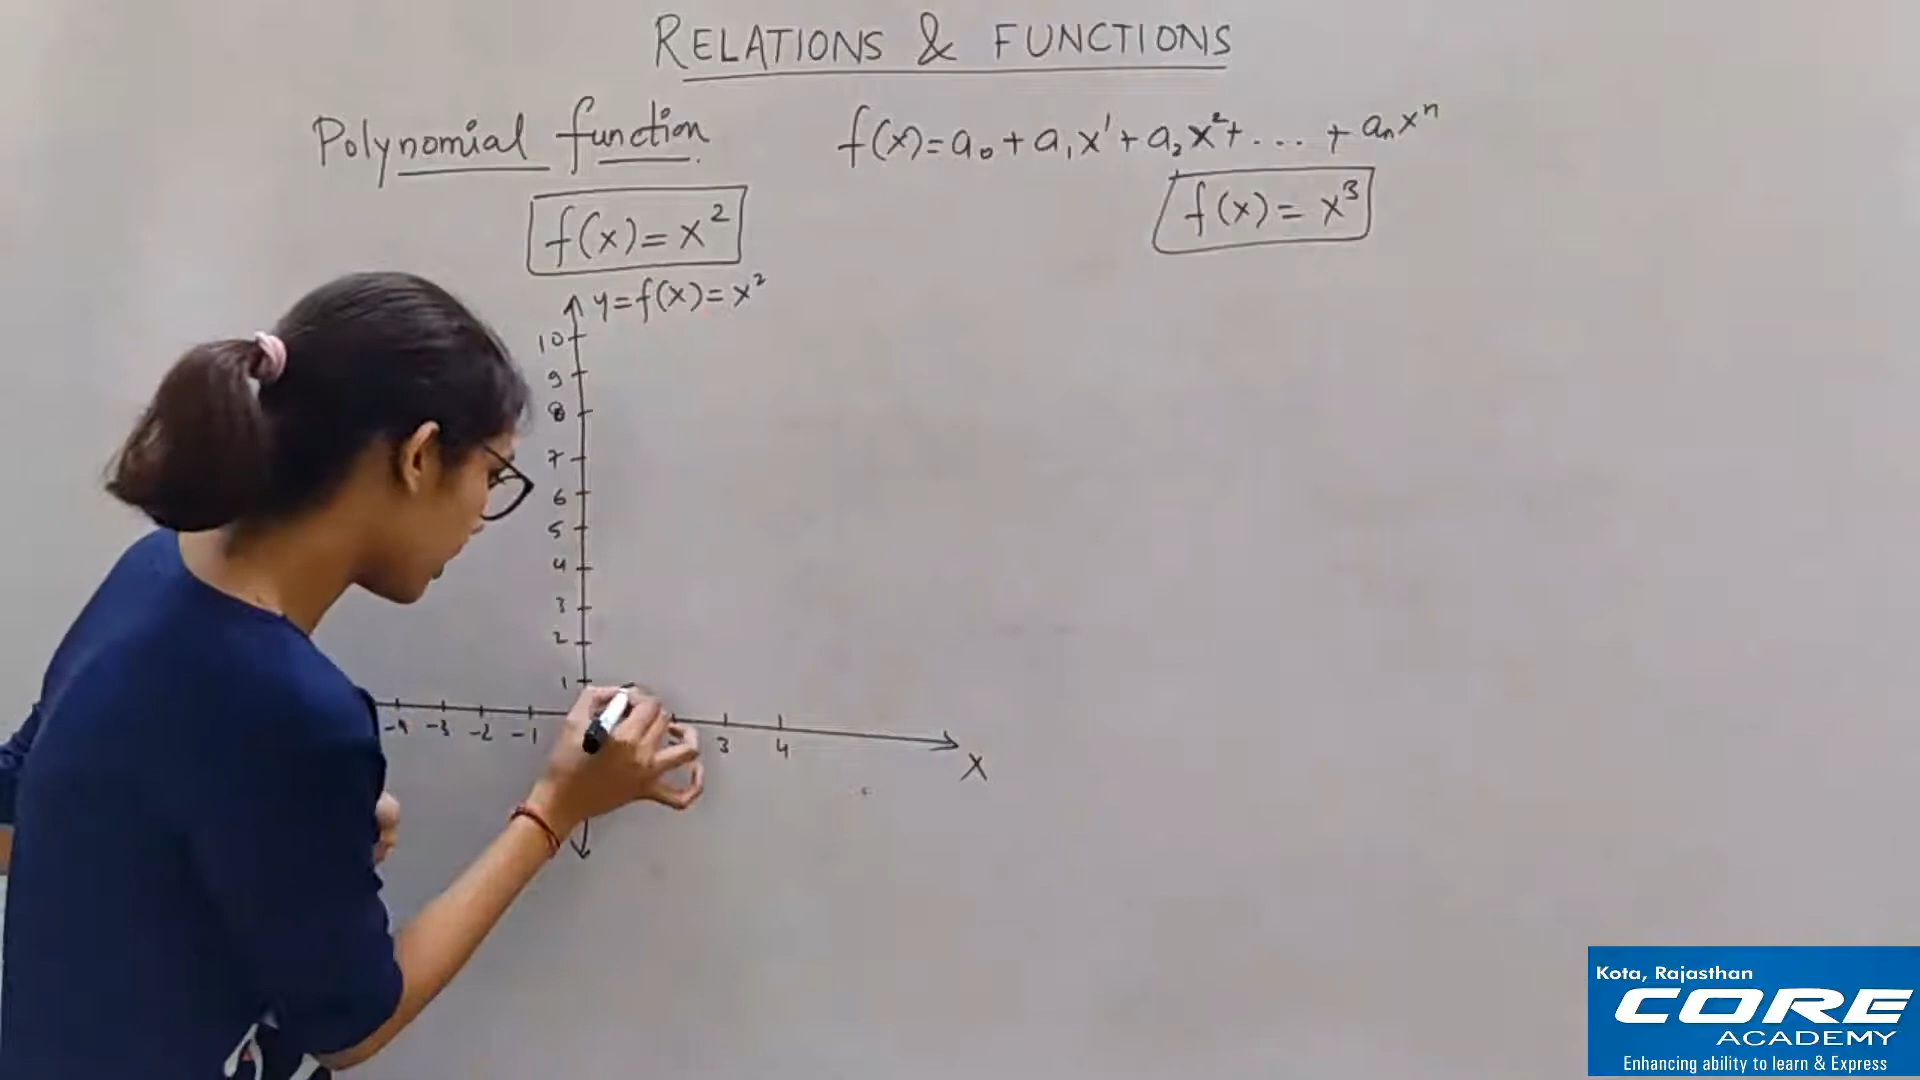 RELATIONS & FUNCTIONS
Polynomial function. f(x)=a₀+a₁x¹+a₂x²+....+aₙxⁿ
f(x)=x² f(x)=x³
y=f(x)=x²
10
9
8
7
6
5
4
3
2
1
-4 -3 -2 -1 3 4
X
Kota, Rajasthan
CORE
ACADEMY
Enhancing ability to learn & Express